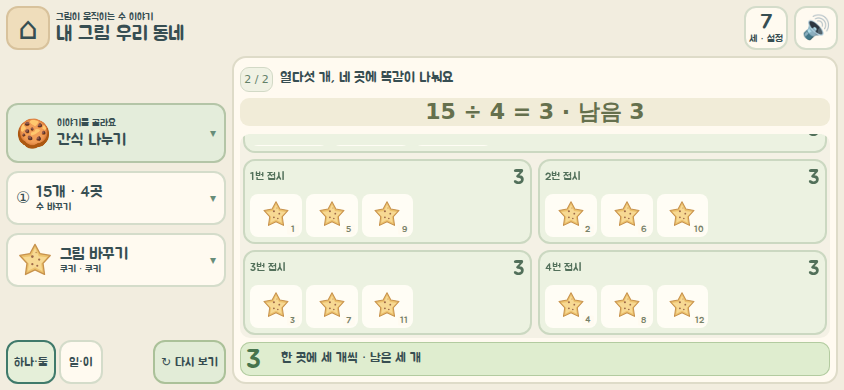 그림이 움직이는 수 이야기
내 그림 우리 동네
7
세 · 설정
이야기를 골라요
간식 나누기
① 15개 · 4곳
수 바꾸기
그림 바꾸기
쿠키 · 쿠키
하나·둘
일·이
↻ 다시 보기
2 / 2 열다섯 개, 네 곳에 똑같이 나눠요
15 ÷ 4 = 3 · 남음 3
1번 접시 3
1 5 9
2번 접시 3
2 6 10
3번 접시 3
3 7 11
4번 접시 3
4 8 12
3 한 곳에 세 개씩 · 남은 세 개